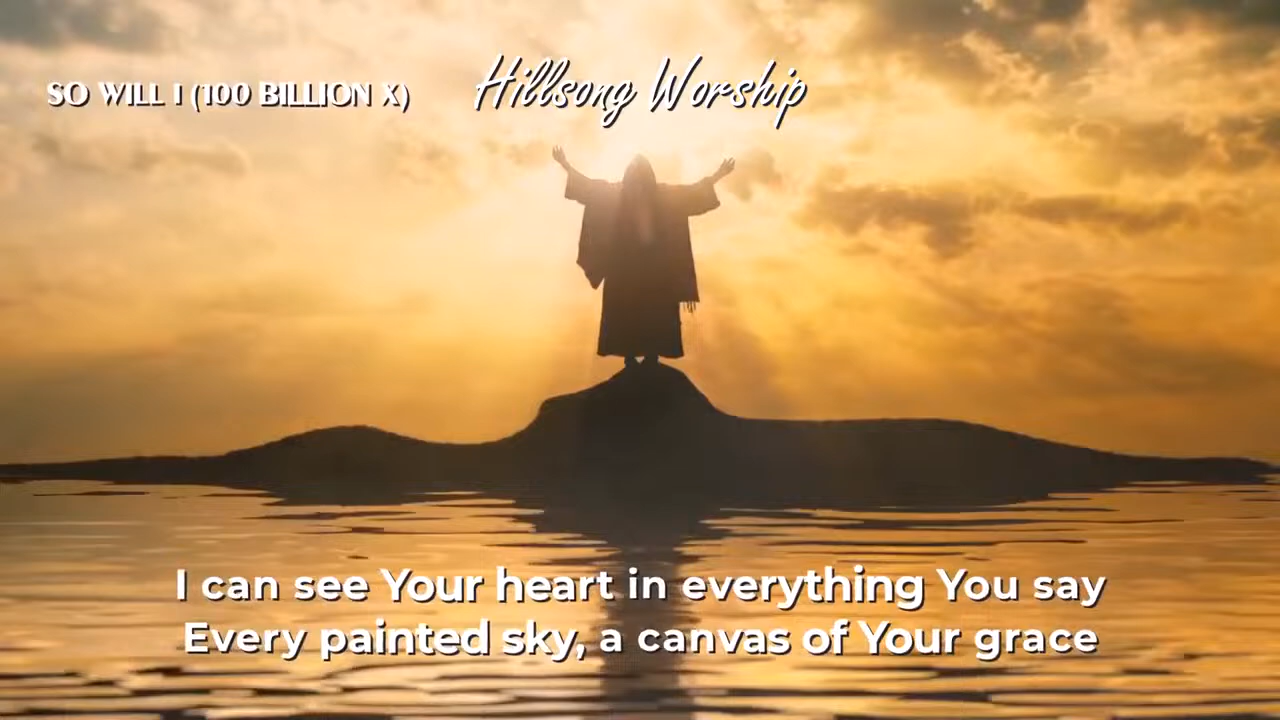 SO WILL I (100 BILLION X)
Hillsong Worship
I can see Your heart in everything You say
Every painted sky, a canvas of Your grace